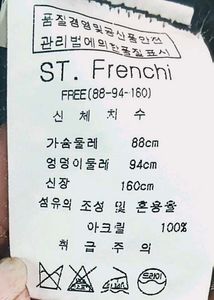 품질경영및공산품안전
관리법에의한품질표시
ST. Frenchi
FREE(88-94-160)
신체치수
가슴둘레 88cm
엉덩이둘레 94cm
신장 160cm
섬유의 조성 및 혼용율
아크릴 100%
취급주의
드라이